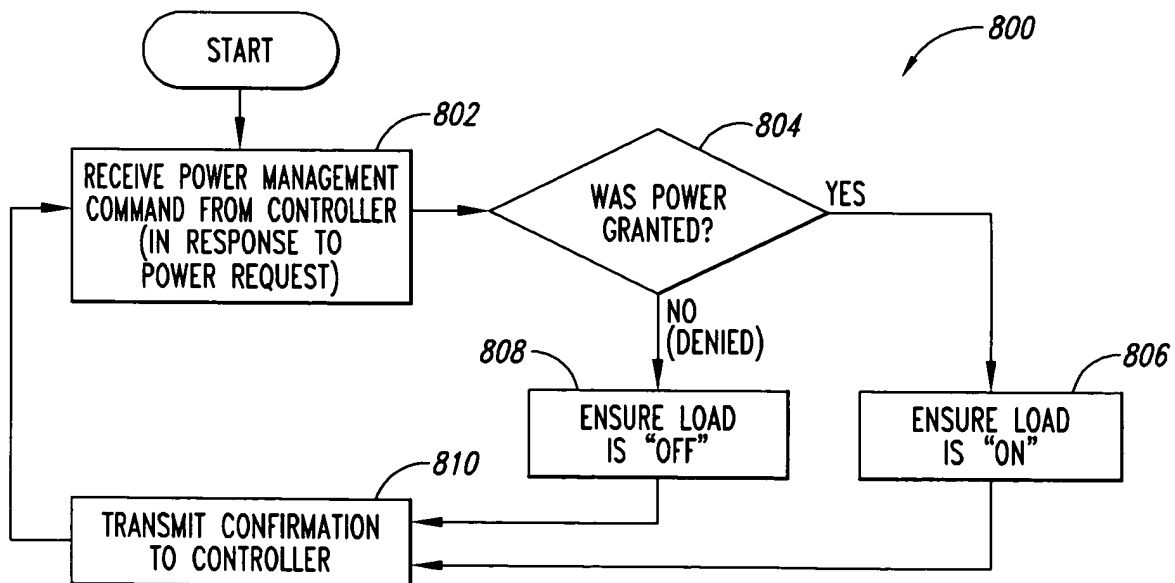 START
800
802
RECEIVE POWER MANAGEMENT
COMMAND FROM CONTROLLER
(IN RESPONSE TO
POWER REQUEST)
804
WAS POWER
GRANTED?
YES
NO
(DENIED)
808
ENSURE LOAD
IS “OFF”
806
ENSURE LOAD
IS “ON”
810
TRANSMIT CONFIRMATION
TO CONTROLLER